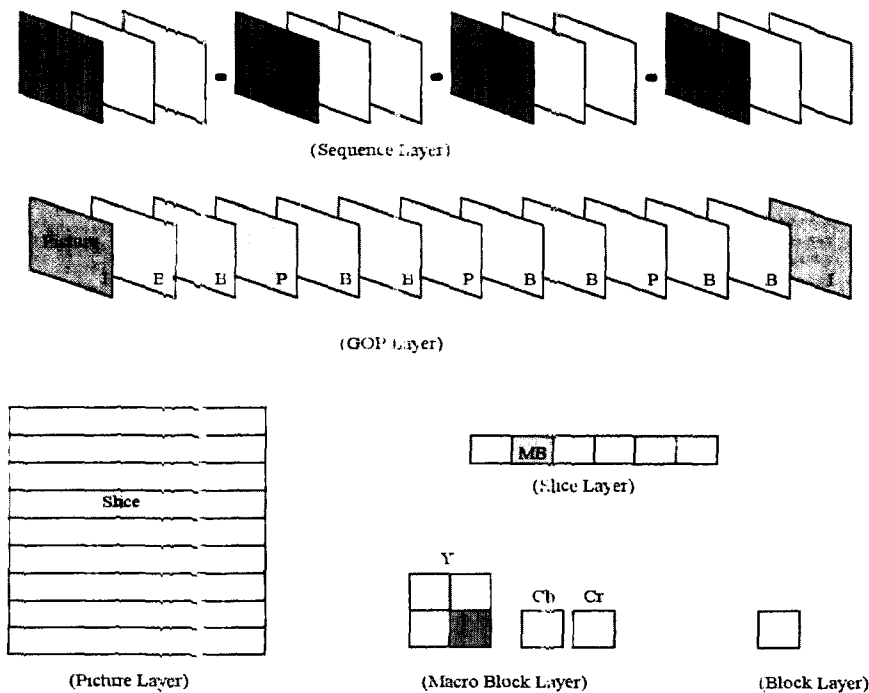 (Sequence Layer)
Picture
I B B P B B P B B P B B I
(GOP Layer)
Slice
MB
(Slice Layer)
Y
Cb Cr
(Picture Layer) (Macro Block Layer) (Block Layer)